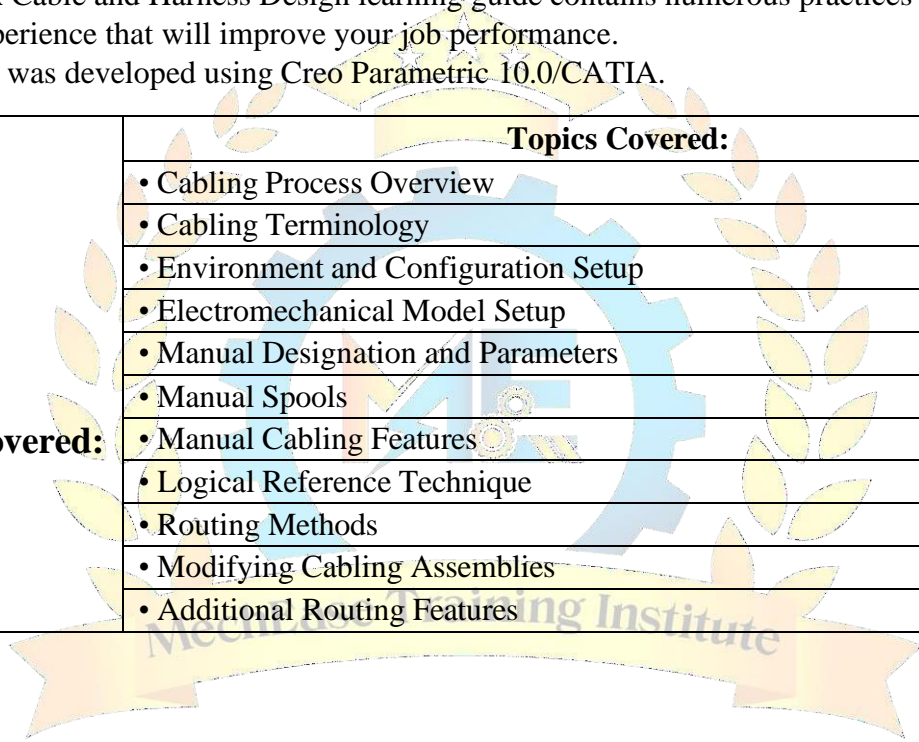 Cable and Harness Design learning guide contains numerous practices
perience that will improve your job performance.
was developed using Creo Parametric 10.0/CATIA.
Topics Covered:
• Cabling Process Overview
• Cabling Terminology
• Environment and Configuration Setup
• Electromechanical Model Setup
• Manual Designation and Parameters
• Manual Spools
overed:
• Manual Cabling Features
• Logical Reference Technique
• Routing Methods
• Modifying Cabling Assemblies
• Additional Routing Features
MechEase Training Institute
ME